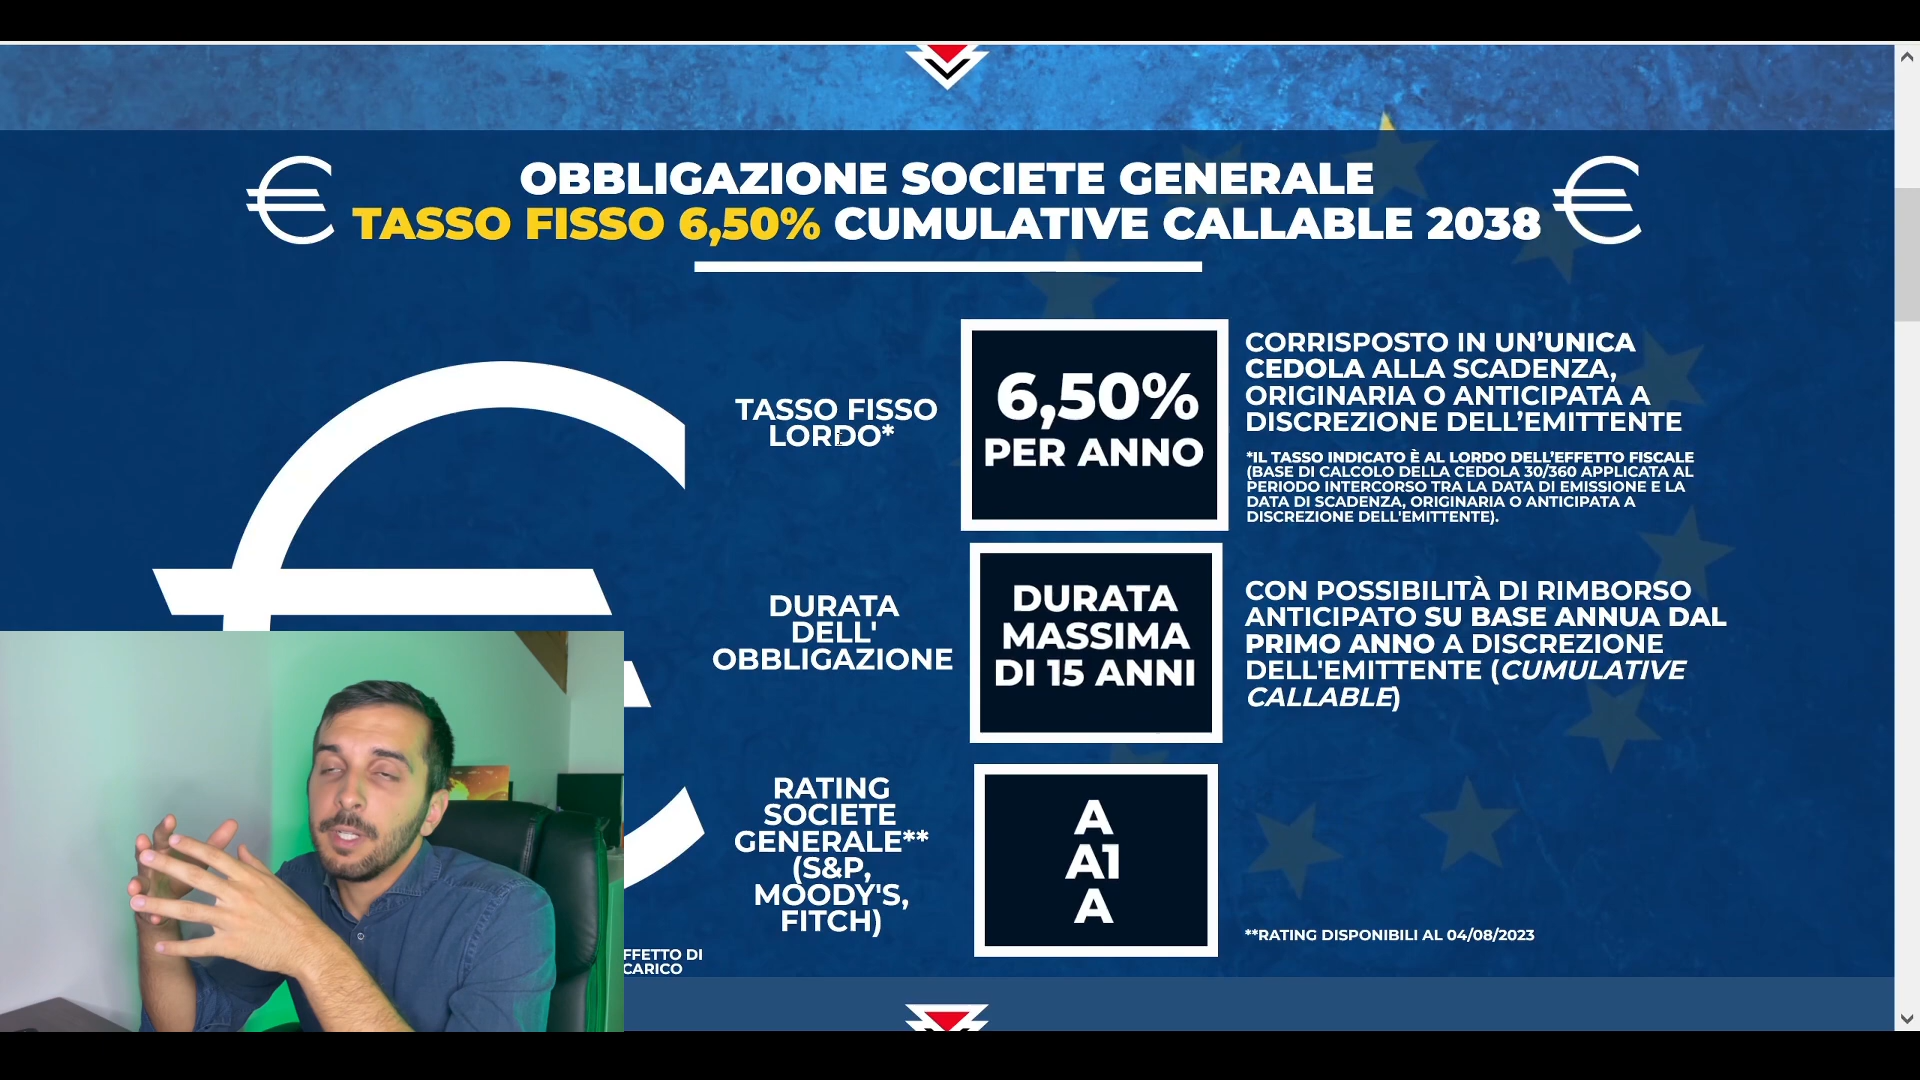 OBBLIGAZIONE SOCIETE GENERALE
TASSO FISSO 6,50% CUMULATIVE CALLABLE 2038
TASSO FISSO
LORDO*
6,50%
PER ANNO
CORRISPOSTO IN UN'UNICA
CEDOLA ALLA SCADENZA,
ORIGINARIA O ANTICIPATA A
DISCREZIONE DELL'EMITTENTE
*IL TASSO INDICATO È AL LORDO DELL'EFFETTO FISCALE
(BASE DI CALCOLO DELLA CEDOLA 30/360 APPLICATA AL
PERIODO INTERCORSO TRA LA DATA DI EMISSIONE E LA
DATA DI SCADENZA, ORIGINARIA O ANTICIPATA A
DISCREZIONE DELL'EMITTENTE).
DURATA
DELL'
OBBLIGAZIONE
DURATA
MASSIMA
DI 15 ANNI
CON POSSIBILITÀ DI RIMBORSO
ANTICIPATO SU BASE ANNUA DAL
PRIMO ANNO A DISCREZIONE
DELL'EMITTENTE (CUMULATIVE
CALLABLE)
RATING
SOCIETE
GENERALE**
(S&P,
MOODY'S,
FITCH)
A
A1
A
**RATING DISPONIBILI AL 04/08/2023
FFETTO DI
CARICO